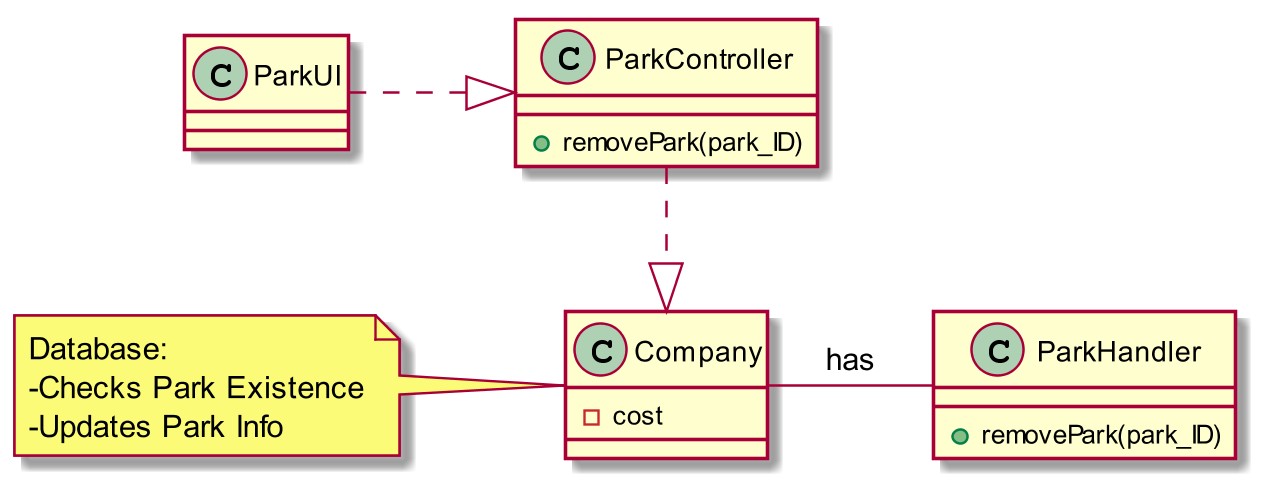 C ParkUI
C ParkController
removePark(park_ID)
Database:
-Checks Park Existence
-Updates Park Info
C Company
cost
has
C ParkHandler
removePark(park_ID)